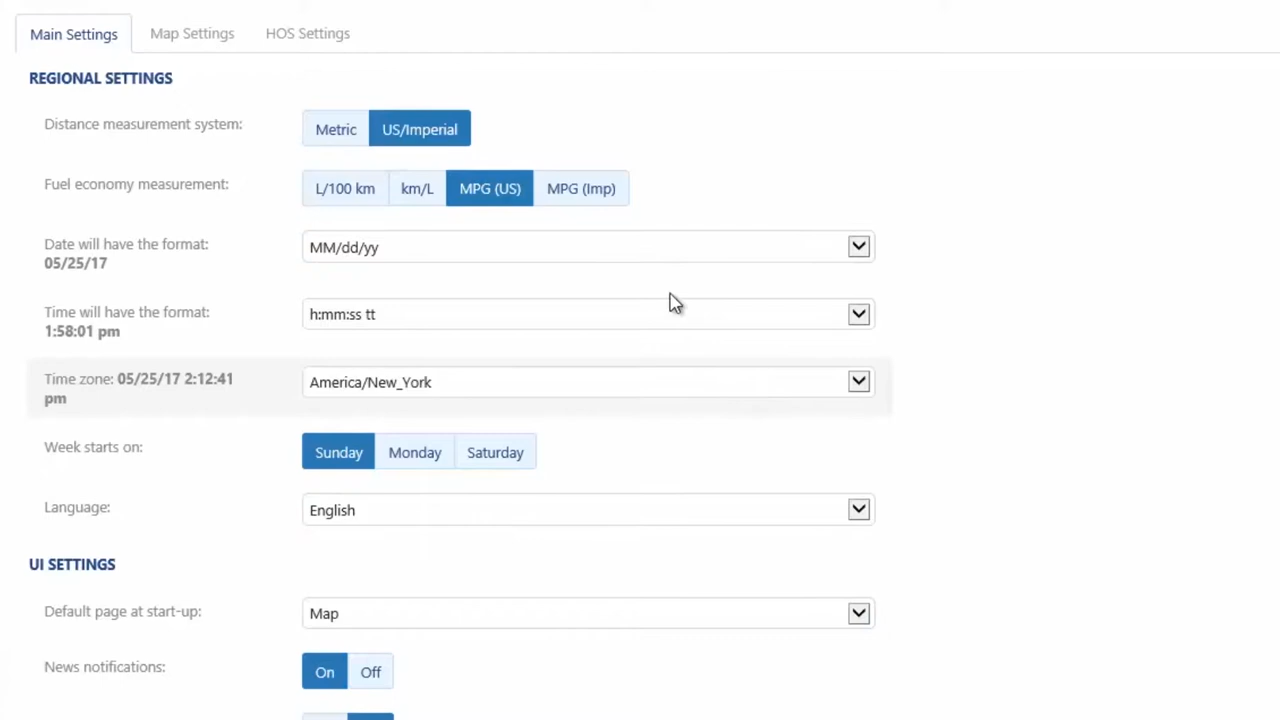 Main Settings Map Settings HOS Settings
REGIONAL SETTINGS
Distance measurement system: Metric US/Imperial
Fuel economy measurement: L/100 km km/L MPG (US) MPG (Imp)
Date will have the format: MM/dd/yy
05/25/17
Time will have the format: h:mm:ss tt
1:58:01 pm
Time zone: 05/25/17 2:12:41 America/New_York
pm
Week starts on: Sunday Monday Saturday
Language: English
UI SETTINGS
Default page at start-up: Map
News notifications: On Off